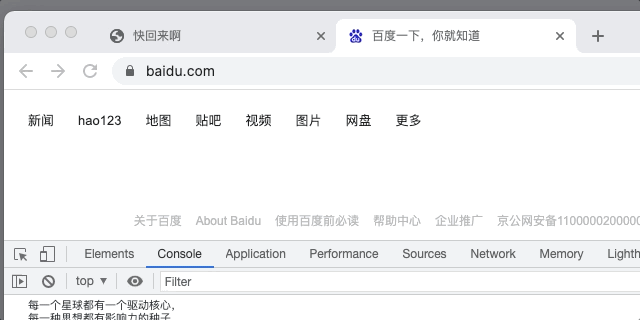 快回来啊
百度一下，你就知道
baidu.com
新闻 hao123 地图 贴吧 视频 图片 网盘 更多
关于百度 About Baidu 使用百度前必读 帮助中心 企业推广 京公网安备1100000200000
Elements Console Application Performance Sources Network Memory Lighth
top Filter
每一个星球都有一个驱动核心，
每一种思想都有影响力的种子